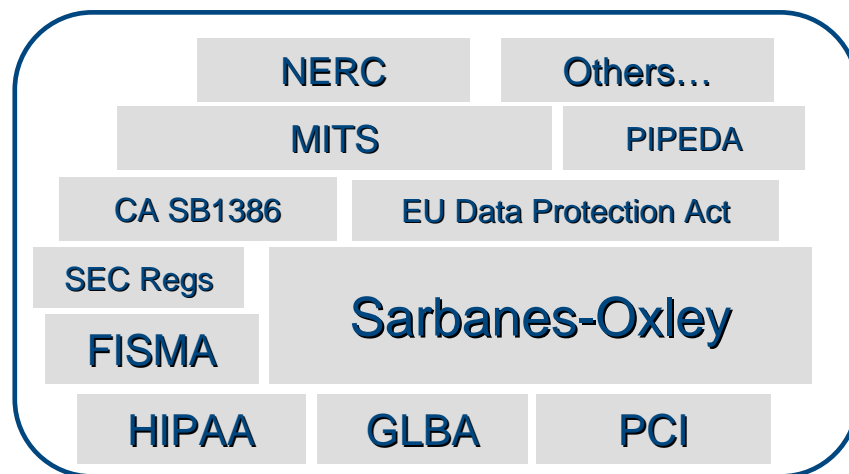 NERC
Others…
MITS
PIPEDA
CA SB1386
EU Data Protection Act
SEC Regs
Sarbanes-Oxley
FISMA
HIPAA
GLBA
PCI